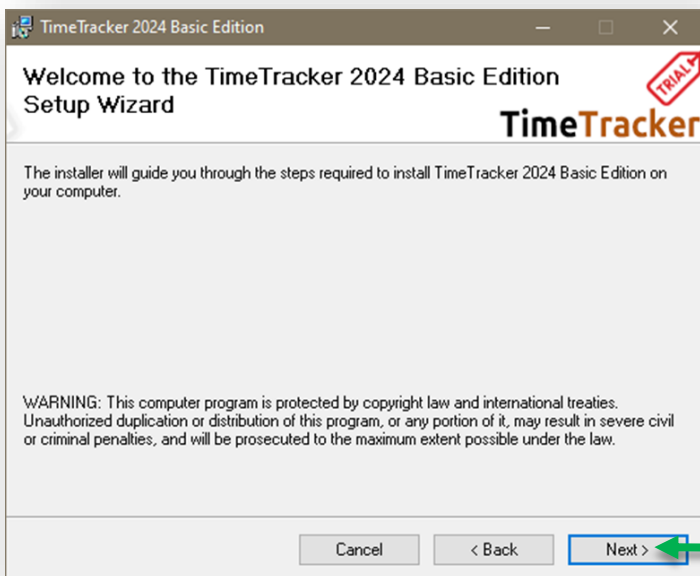 TimeTracker 2024 Basic Edition
Welcome to the TimeTracker 2024 Basic Edition
Setup Wizard
TRIAL
TimeTracker
The installer will guide you through the steps required to install TimeTracker 2024 Basic Edition on
your computer.
WARNING: This computer program is protected by copyright law and international treaties.
Unauthorized duplication or distribution of this program, or any portion of it, may result in severe civil
or criminal penalties, and will be prosecuted to the maximum extent possible under the law.
Cancel
< Back
Next >